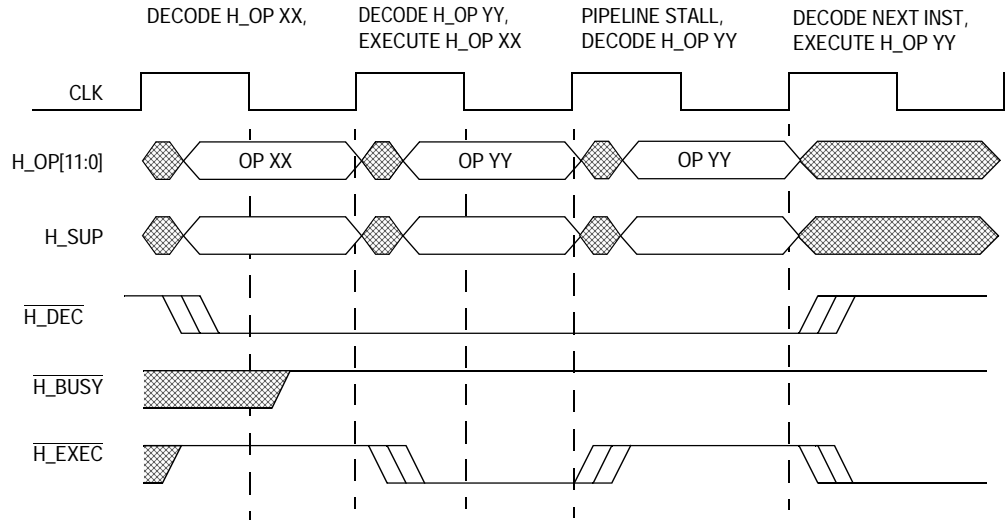 DECODE H_OP XX,
DECODE H_OP YY,
EXECUTE H_OP XX
PIPELINE STALL,
DECODE H_OP YY
DECODE NEXT INST,
EXECUTE H_OP YY
CLK
H_OP[11:0]
OP XX
OP YY
OP YY
H_SUP
H_DEC
H_BUSY
H_EXEC